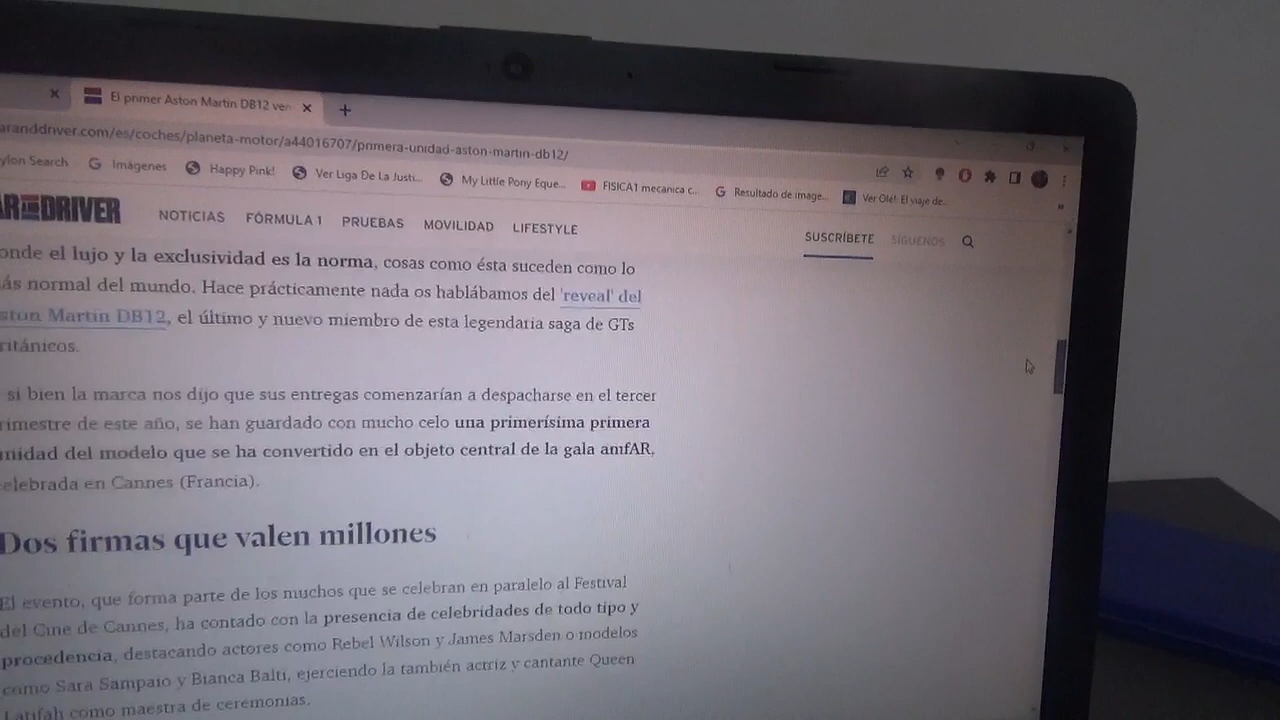 El primer Aston Martin DB12 ven
aranddriver.com/es/coches/planeta-motor/a44016707/primera-unidad-aston-martin-db12/
ylon Search
Imágenes
Happy Pink!
Ver Liga De La Justi...
My Little Pony Eque...
FISICA1 mecanica c...
Resultado de image...
Ver Olé! El viaje de...
AR DRIVER
NOTICIAS
FÓRMULA 1
PRUEBAS
MOVILIDAD
LIFESTYLE
SUSCRÍBETE
SÍGUENOS
onde el lujo y la exclusividad es la norma, cosas como ésta suceden como lo
ás normal del mundo. Hace prácticamente nada os hablábamos del 'reveal' del
ston Martin DB12, el último y nuevo miembro de esta legendaria saga de GTs
ritánicos.
si bien la marca nos dijo que sus entregas comenzarían a despacharse en el tercer
rimestre de este año, se han guardado con mucho celo una primerísima primera
nidad del modelo que se ha convertido en el objeto central de la gala amfAR,
elebrada en Cannes (Francia).
Dos firmas que valen millones
El evento, que forma parte de los muchos que se celebran en paralelo al Festival
del Cine de Cannes, ha contado con la presencia de celebridades de todo tipo y
procedencia, destacando actores como Rebel Wilson y James Marsden o modelos
como Sara Sampaio y Bianca Balti, ejerciendo la también actriz y cantante Queen
Latifah como maestra de ceremonias.